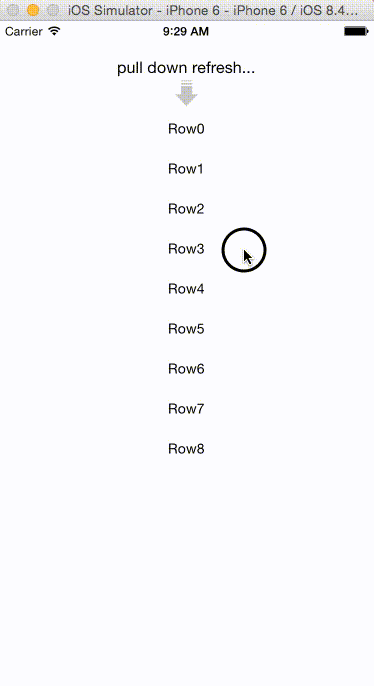 iOS Simulator - iPhone 6 - iPhone 6 / iOS 8.4...
Carrier 9:29 AM
pull down refresh...
Row0
Row1
Row2
Row3
Row4
Row5
Row6
Row7
Row8